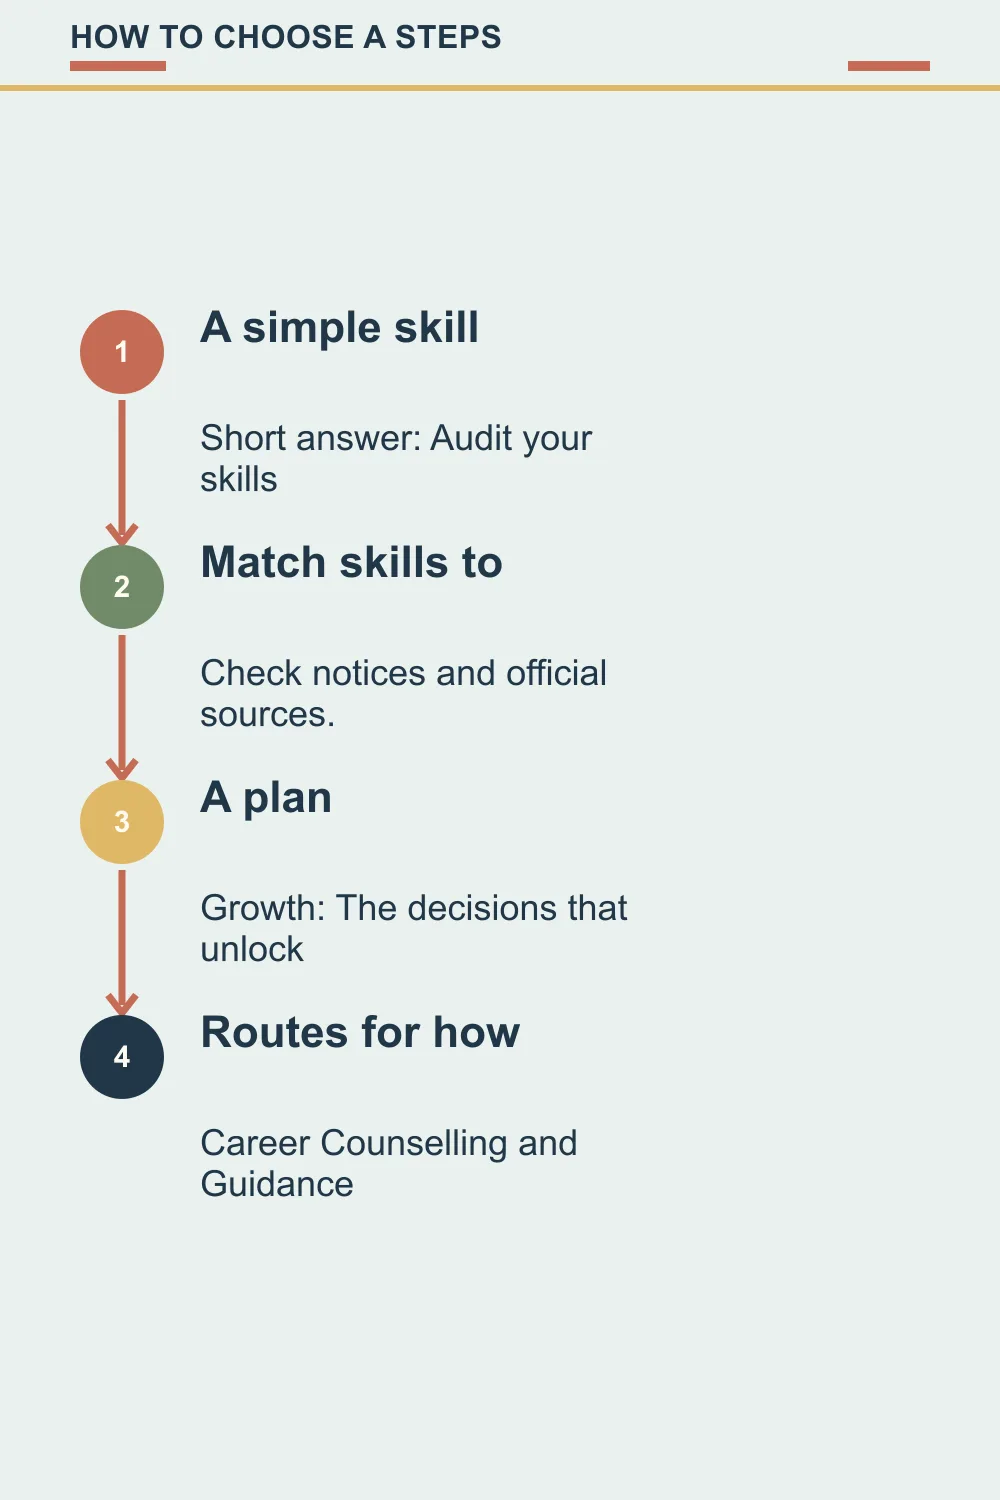 HOW TO CHOOSE A STEPS
1
A simple skill
Short answer: Audit your
skills
2
Match skills to
Check notices and official
sources.
3
A plan
Growth: The decisions that
unlock
4
Routes for how
Career Counselling and
Guidance